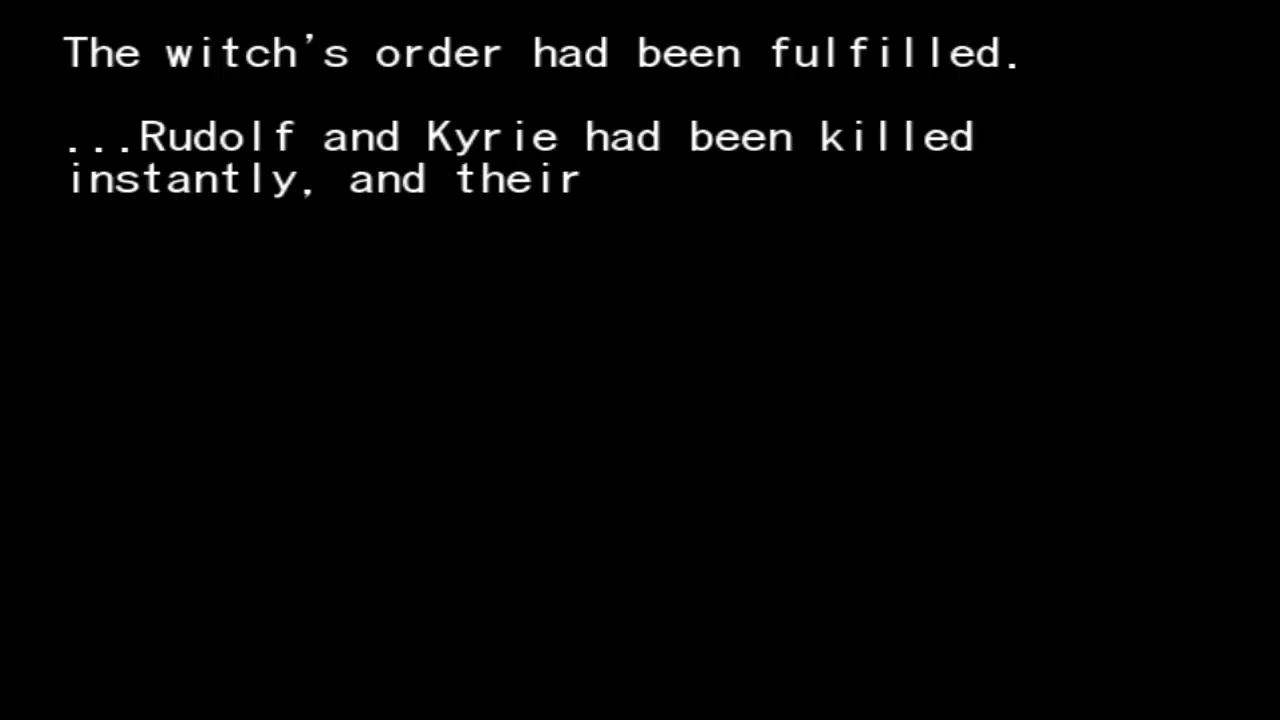 The witch's order had been fulfilled.
...Rudolf and Kyrie had been killed
instantly, and their